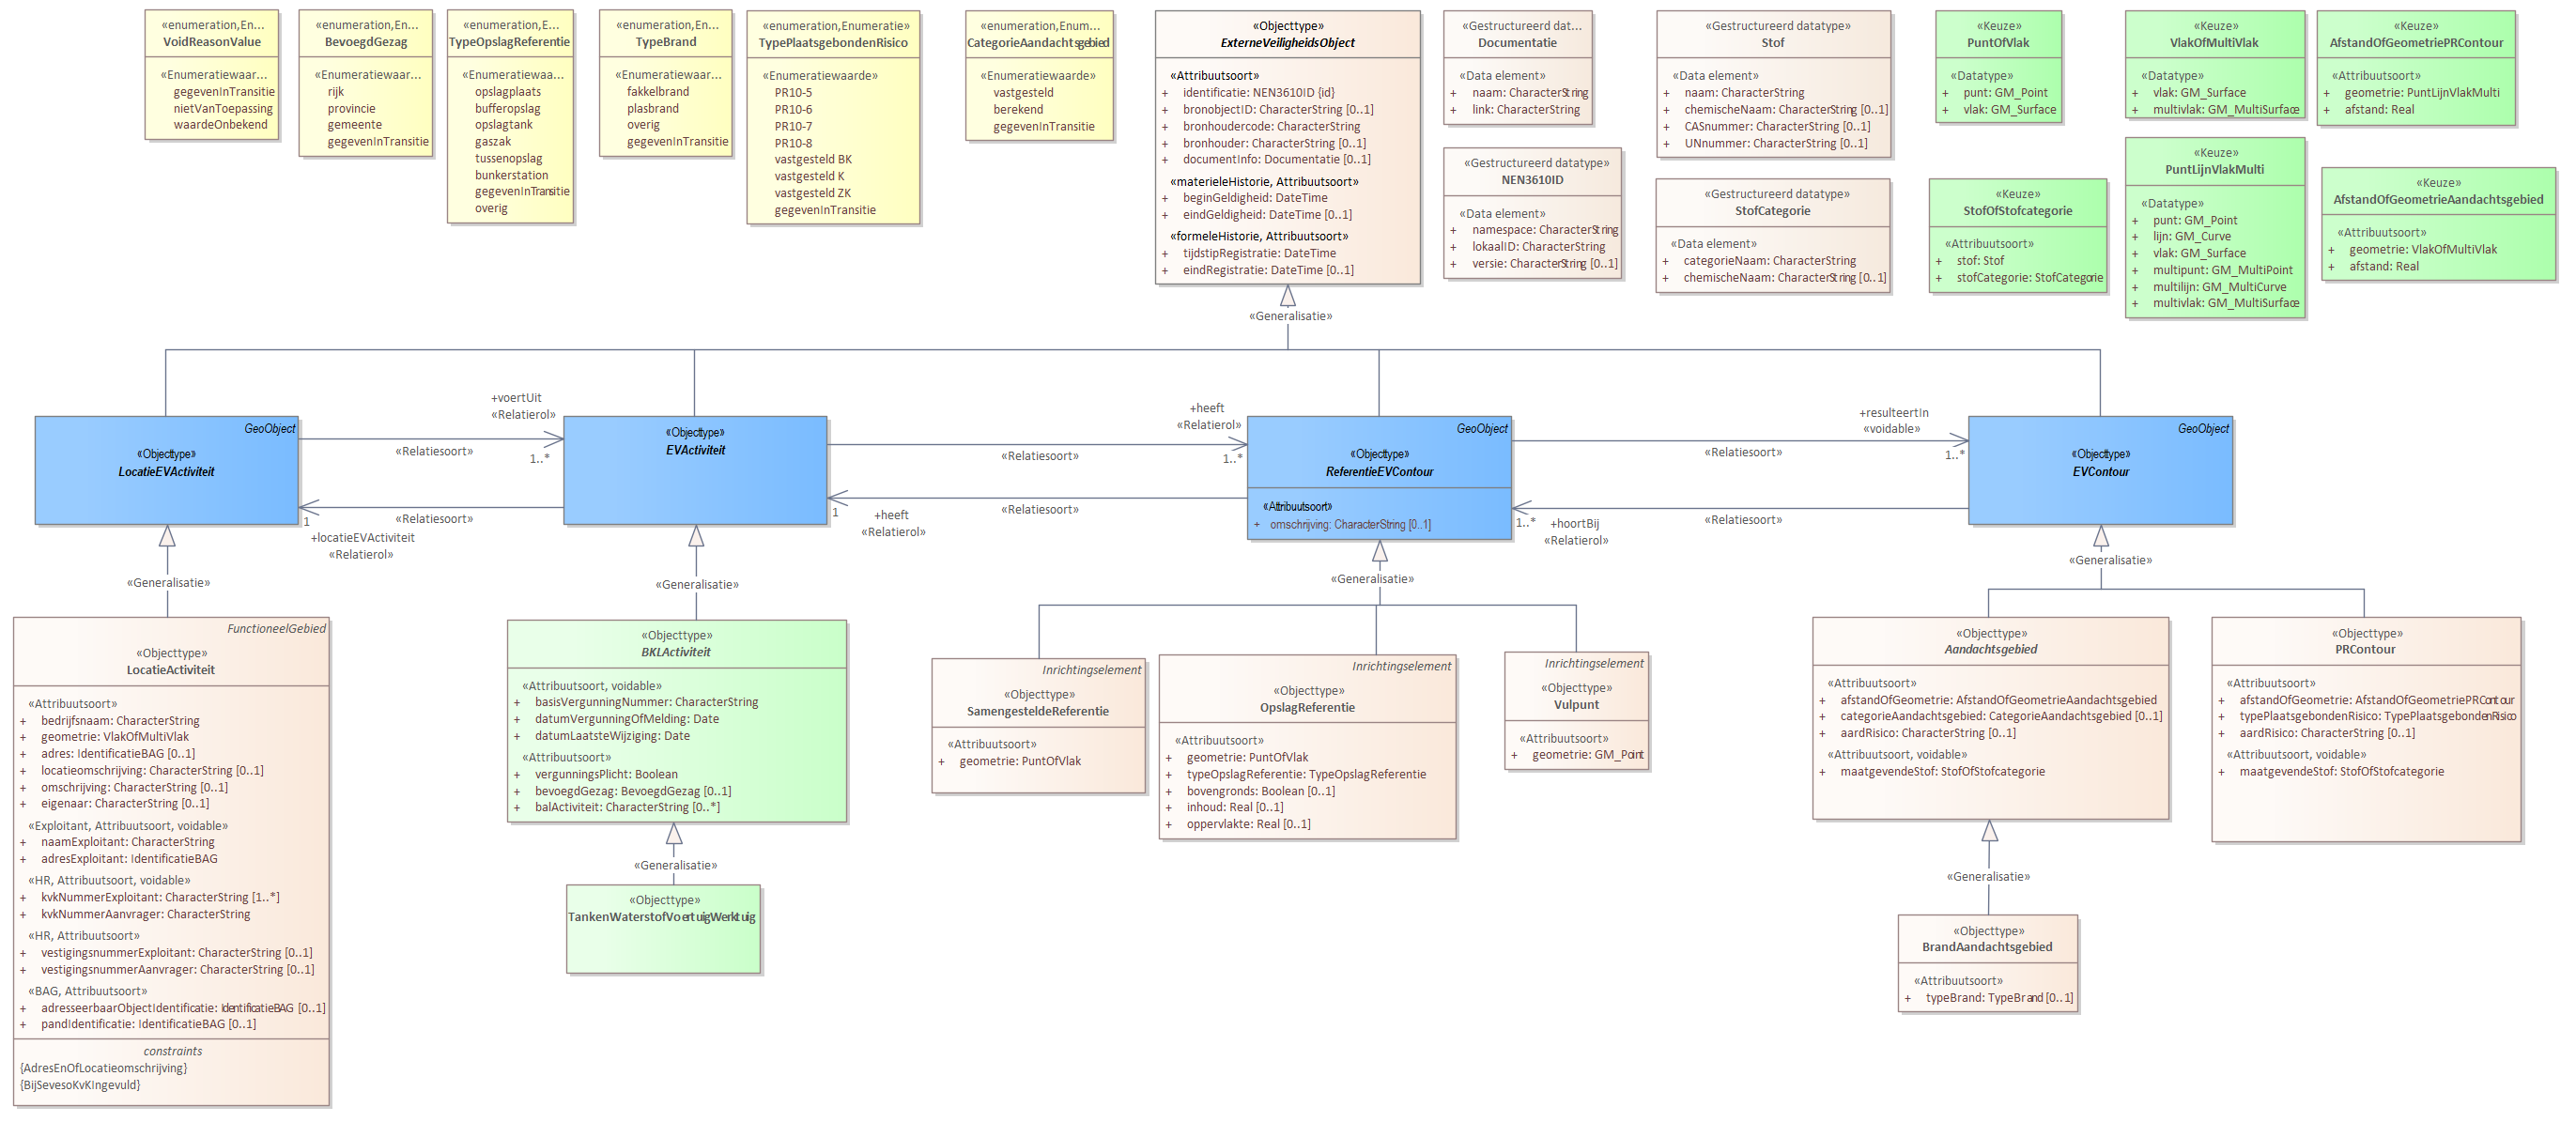 «enumeration,En...
VoidReasonValue
«Enumeratiewaar...
gegevenInTransitie
nietVanToepassing
waardeOnbekend
«enumeration,En...
BevoegdGezag
«Enumeratiewaar...
rijk
provincie
gemeente
gegevenInTransitie
«enumeration,E...
TypeOpslagReferentie
«Enumeratiewaa...
opslagplaats
bufferopslag
opslagtank
gaszak
tussenopslag
bunkerstation
gegevenInTransitie
overig
«enumeration,En...
TypeBrand
«Enumeratiewaar...
fakkelbrand
plasbrand
overig
gegevenInTransitie
«enumeration,Enumeratie»
TypePlaatsgebondenRisico
«Enumeratiewaarde»
PR10-5
PR10-6
PR10-7
PR10-8
vastgesteld BK
vastgesteld K
vastgesteld ZK
gegevenInTransitie
«enumeration,Enum...
CategorieAandachtsgebied
«Enumeratiewaarde»
vastgesteld
berekend
gegevenInTransitie
«Objecttype»
ExterneVeiligheidsObject
«Attribuutsoort»
+ identificatie: NEN3610ID {id}
+ bronobjectID: CharacterString [0..1]
+ bronhoudercode: CharacterString
+ bronhouder: CharacterString [0..1]
+ documentInfo: Documentatie [0..1]
«materieleHistorie, Attribuutsoort»
+ beginGeldigheid: DateTime
+ eindGeldigheid: DateTime [0..1]
«formeleHistorie, Attribuutsoort»
+ tijdstipRegistratie: DateTime
+ eindRegistratie: DateTime [0..1]
«Gestructureerd dat...
Documentatie
«Data element»
+ naam: CharacterString
+ link: CharacterString
«Gestructureerd datatype»
NEN3610ID
«Data element»
+ namespace: CharacterString
+ lokaalID: CharacterString
+ versie: CharacterString [0..1]
«Gestructureerd datatype»
Stof
«Data element»
+ naam: CharacterString
+ chemischeNaam: CharacterString [0..1]
+ CASnummer: CharacterString [0..1]
+ UNnummer: CharacterString [0..1]
«Gestructureerd datatype»
StofCategorie
«Data element»
+ categorieNaam: CharacterString
+ chemischeNaam: CharacterString [0..1]
«Keuze»
PuntOfVlak
«Datatype»
+ punt: GM_Point
+ vlak: GM_Surface
«Keuze»
StofOfStofcategorie
«Attribuutsoort»
+ stof: Stof
+ stofCategorie: StofCategorie
«Keuze»
VlakOfMultiVlak
«Datatype»
+ vlak: GM_Surface
+ multivlak: GM_MultiSurface
«Keuze»
PuntLijnVlakMulti
«Datatype»
+ punt: GM_Point
+ lijn: GM_Curve
+ vlak: GM_Surface
+ multipunt: GM_MultiPoint
+ multilijn: GM_MultiCurve
+ multivlak: GM_MultiSurface
«Keuze»
AfstandOfGeometriePRContour
«Attribuutsoort»
+ geometrie: PuntLijnVlakMulti
+ afstand: Real
«Keuze»
AfstandOfGeometrieAandachtsgebied
«Attribuutsoort»
+ geometrie: VlakOfMultiVlak
+ afstand: Real
«Generalisatie»
GeoObject
«Objecttype»
LocatieEVActiviteit
+voertUit
«Relatierol»
«Relatiesoort»
1..*
«Relatiesoort»
1
+locatieEVActiviteit
«Relatierol»
«Objecttype»
EVActiviteit
+heeft
«Relatierol»
«Relatiesoort»
1..*
«Relatiesoort»
1
+heeft
«Relatierol»
GeoObject
«Objecttype»
ReferentieEVContour
«Attribuutsoort»
+ omschrijving: CharacterString [0..1]
+resulteertIn
«voidable»
«Relatiesoort»
1..*
«Relatiesoort»
1..*
+hoortBij
«Relatierol»
GeoObject
«Objecttype»
EVContour
«Generalisatie»
«Generalisatie»
«Generalisatie»
«Generalisatie»
FunctioneelGebied
«Objecttype»
LocatieActiviteit
«Attribuutsoort»
+ bedrijfsnaam: CharacterString
+ geometrie: VlakOfMultiVlak
+ adres: IdentificatieBAG [0..1]
+ locatieomschrijving: CharacterString [0..1]
+ omschrijving: CharacterString [0..1]
+ eigenaar: CharacterString [0..1]
«Exploitant, Attribuutsoort, voidable»
+ naamExploitant: CharacterString
+ adresExploitant: IdentificatieBAG
«HR, Attribuutsoort, voidable»
+ kvkNummerExploitant: CharacterString [1..*]
+ kvkNummerAanvrager: CharacterString
«HR, Attribuutsoort»
+ vestigingsnummerExploitant: CharacterString [0..1]
+ vestigingsnummerAanvrager: CharacterString [0..1]
«BAG, Attribuutsoort»
+ adresseerbaarObjectIdentificatie: IdentificatieBAG [0..1]
+ pandIdentificatie: IdentificatieBAG [0..1]
constraints
{AdresEnOfLocatieomschrijving}
{BijSevesoKvKIngevuld}
«Objecttype»
BKLActiviteit
«Attribuutsoort, voidable»
+ basisVergunningNummer: CharacterString
+ datumVergunningOfMelding: Date
+ datumLaatsteWijziging: Date
«Attribuutsoort»
+ vergunningsPlicht: Boolean
+ bevoegdGezag: BevoegdGezag [0..1]
+ balActiviteit: CharacterString [0..*]
«Generalisatie»
«Objecttype»
TankenWaterstofVoertuigWerktuig
Inrichtingselement
«Objecttype»
SamengesteldeReferentie
«Attribuutsoort»
+ geometrie: PuntOfVlak
Inrichtingselement
«Objecttype»
OpslagReferentie
«Attribuutsoort»
+ geometrie: PuntOfVlak
+ typeOpslagReferentie: TypeOpslagReferentie
+ bovengronds: Boolean [0..1]
+ inhoud: Real [0..1]
+ oppervlakte: Real [0..1]
Inrichtingselement
«Objecttype»
Vulpunt
«Attribuutsoort»
+ geometrie: GM_Point
«Objecttype»
Aandachtsgebied
«Attribuutsoort»
+ afstandOfGeometrie: AfstandOfGeometrieAandachtsgebied
+ categorieAandachtsgebied: CategorieAandachtsgebied [0..1]
+ aardRisico: CharacterString [0..1]
«Attribuutsoort, voidable»
+ maatgevendeStof: StofOfStofcategorie
«Objecttype»
PRContour
«Attribuutsoort»
+ afstandOfGeometrie: AfstandOfGeometriePRContour
+ typePlaatsgebondenRisico: TypePlaatsgebondenRisico
+ aardRisico: CharacterString [0..1]
«Attribuutsoort, voidable»
+ maatgevendeStof: StofOfStofcategorie
«Generalisatie»
«Objecttype»
BrandAandachtsgebied
«Attribuutsoort»
+ typeBrand: TypeBrand [0..1]